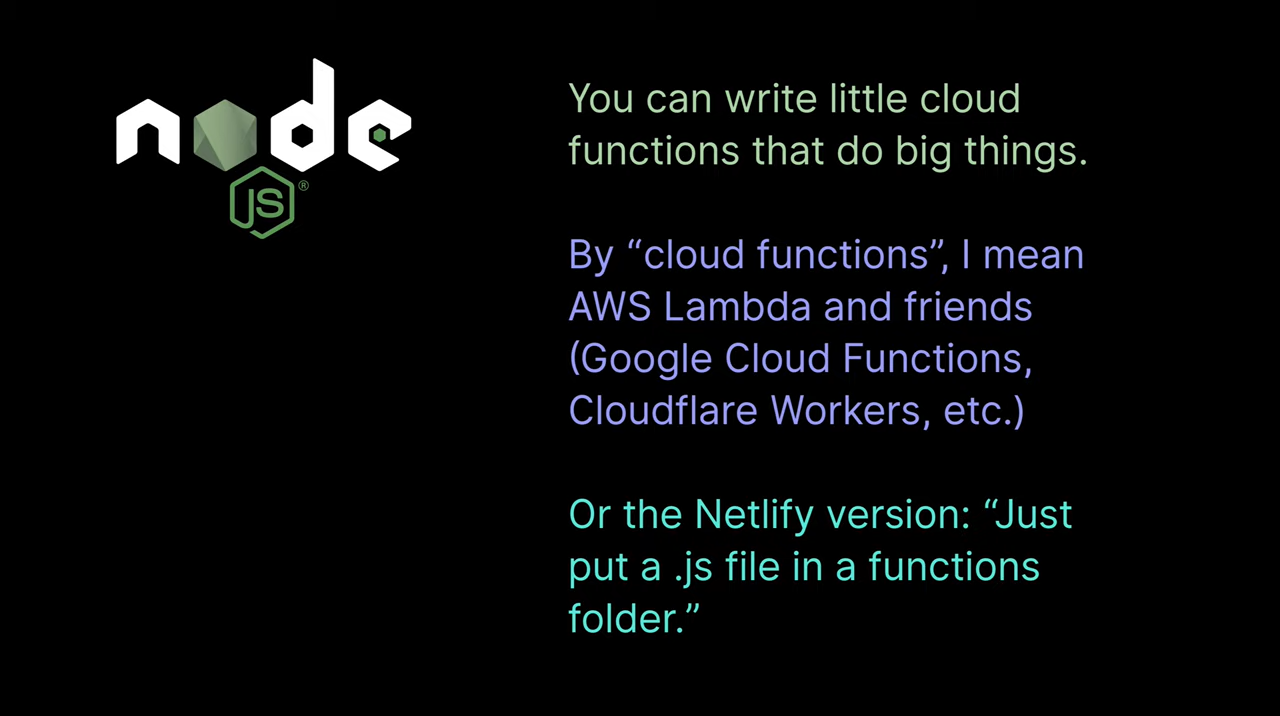 node
JS®
You can write little cloud
functions that do big things.
By “cloud functions”, I mean
AWS Lambda and friends
(Google Cloud Functions,
Cloudflare Workers, etc.)
Or the Netlify version: “Just
put a .js file in a functions
folder.”